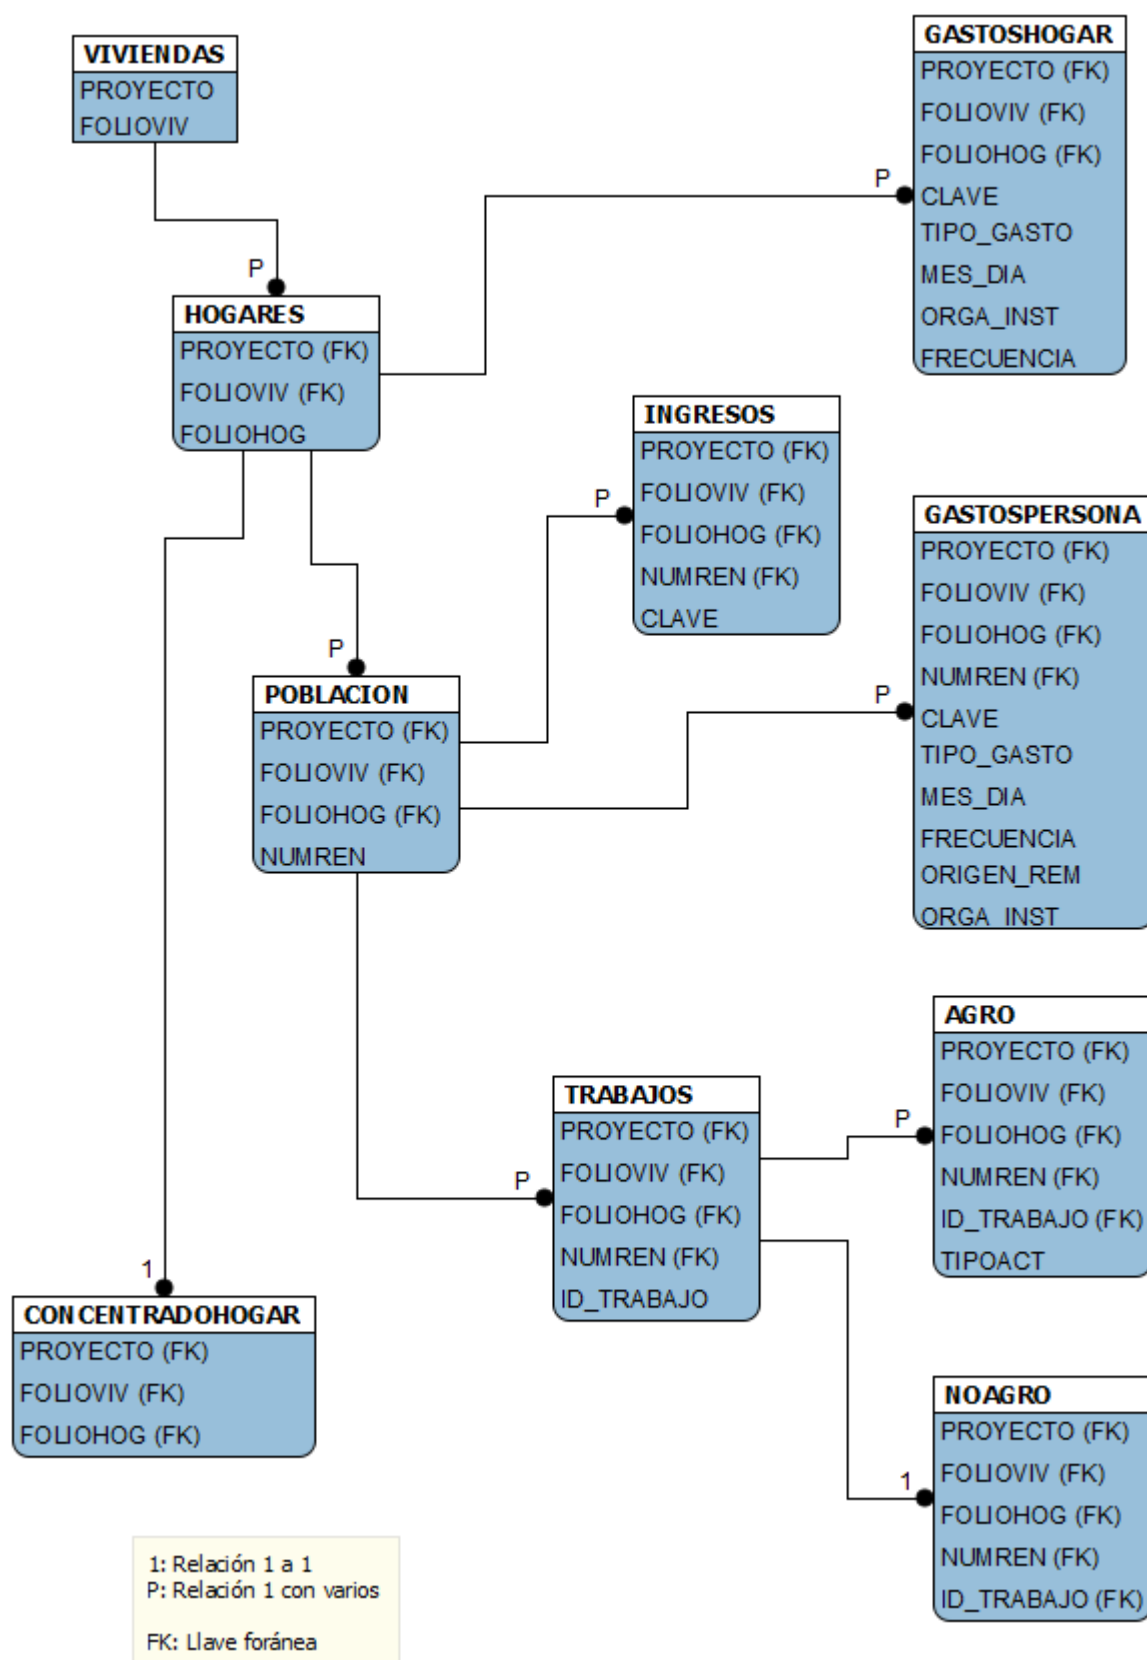 VIVIENDAS
PROYECTO
FOLIOVIV
P
HOGARES
PROYECTO (FK)
FOLIOVIV (FK)
FOLIOHOG
P
GASTOSHOGAR
PROYECTO (FK)
FOLIOVIV (FK)
FOLIOHOG (FK)
CLAVE
TIPO_GASTO
MES_DIA
ORGA_INST
FRECUENCIA
P
INGRESOS
PROYECTO (FK)
FOLIOVIV (FK)
FOLIOHOG (FK)
NUMREN (FK)
CLAVE
P
GASTOSPERSONA
PROYECTO (FK)
FOLIOVIV (FK)
FOLIOHOG (FK)
NUMREN (FK)
CLAVE
TIPO_GASTO
MES_DIA
FRECUENCIA
ORIGEN_REM
ORGA_INST
P
POBLACION
PROYECTO (FK)
FOLIOVIV (FK)
FOLIOHOG (FK)
NUMREN
P
TRABAJOS
PROYECTO (FK)
FOLIOVIV (FK)
FOLIOHOG (FK)
NUMREN (FK)
ID_TRABAJO
P
AGRO
PROYECTO (FK)
FOLIOVIV (FK)
FOLIOHOG (FK)
NUMREN (FK)
ID_TRABAJO (FK)
TIPOACT
1
CONCENTRADOHOGAR
PROYECTO (FK)
FOLIOVIV (FK)
FOLIOHOG (FK)
1
NOAGRO
PROYECTO (FK)
FOLIOVIV (FK)
FOLIOHOG (FK)
NUMREN (FK)
ID_TRABAJO (FK)
1: Relación 1 a 1
P: Relación 1 con varios
FK: Llave foránea